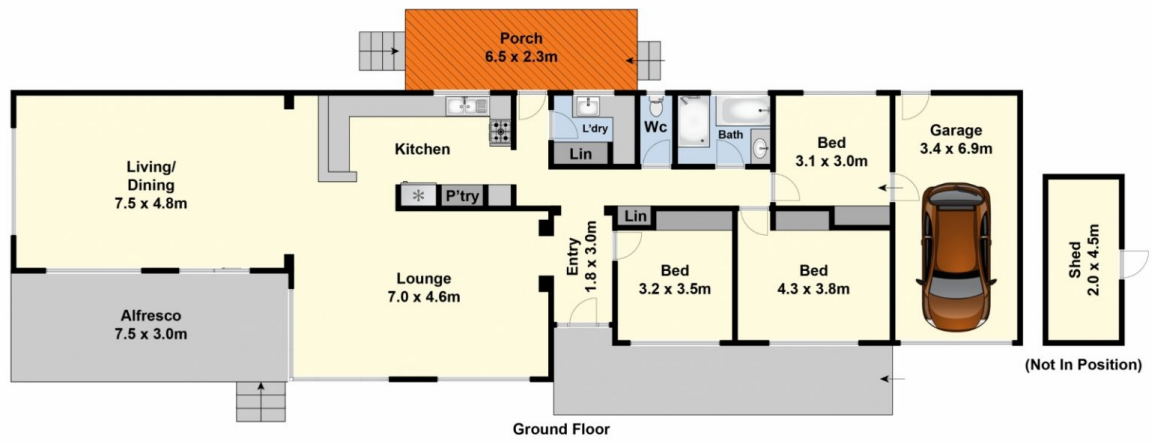 Porch
6.5 x 2.3m
Living/
Dining
7.5 x 4.8m
Kitchen
P'try
L'dry
Lin
Wc
Bath
Bed
3.1 x 3.0m
Garage
3.4 x 6.9m
Lounge
7.0 x 4.6m
Entry
1.8 x 3.0m
Lin
Bed
3.2 x 3.5m
Bed
4.3 x 3.8m
Shed
2.0 x 4.5m
Alfresco
7.5 x 3.0m
(Not In Position)
Ground Floor